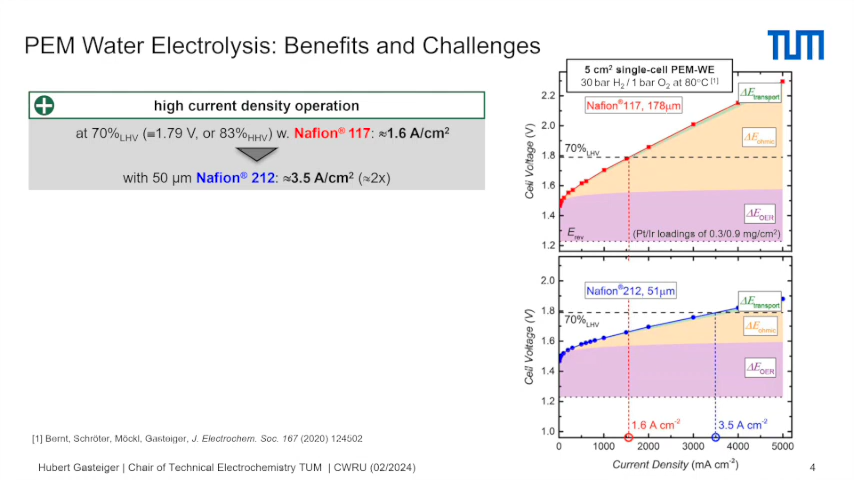 PEM Water Electrolysis: Benefits and Challenges
TUM
high current density operation
at 70%LHV (≡1.79 V, or 83%HHV) w. Nafion® 117: ≈1.6 A/cm²
with 50 µm Nafion® 212: ≈3.5 A/cm² (≈2x)
5 cm² single-cell PEM-WE
30 bar H₂ / 1 bar O₂ at 80°C [1]
Nafion®117, 178µm
ΔEtransport
ΔEohmic
70%LHV
ΔEOER
Erev
(Pt/Ir loadings of 0.3/0.9 mg/cm²)
Cell Voltage (V)
2.2
2.0
1.8
1.6
1.4
1.2
Nafion®212, 51µm
ΔEtransport
70%LHV
ΔEohmic
ΔEOER
Cell Voltage (V)
2.0
1.8
1.6
1.4
1.2
1.0
1.6 A cm⁻²
3.5 A cm⁻²
0 1000 2000 3000 4000 5000
Current Density (mA cm⁻²)
[1] Bernt, Schröter, Möckl, Gasteiger, J. Electrochem. Soc. 167 (2020) 124502
Hubert Gasteiger | Chair of Technical Electrochemistry TUM | CWRU (02/2024)
4